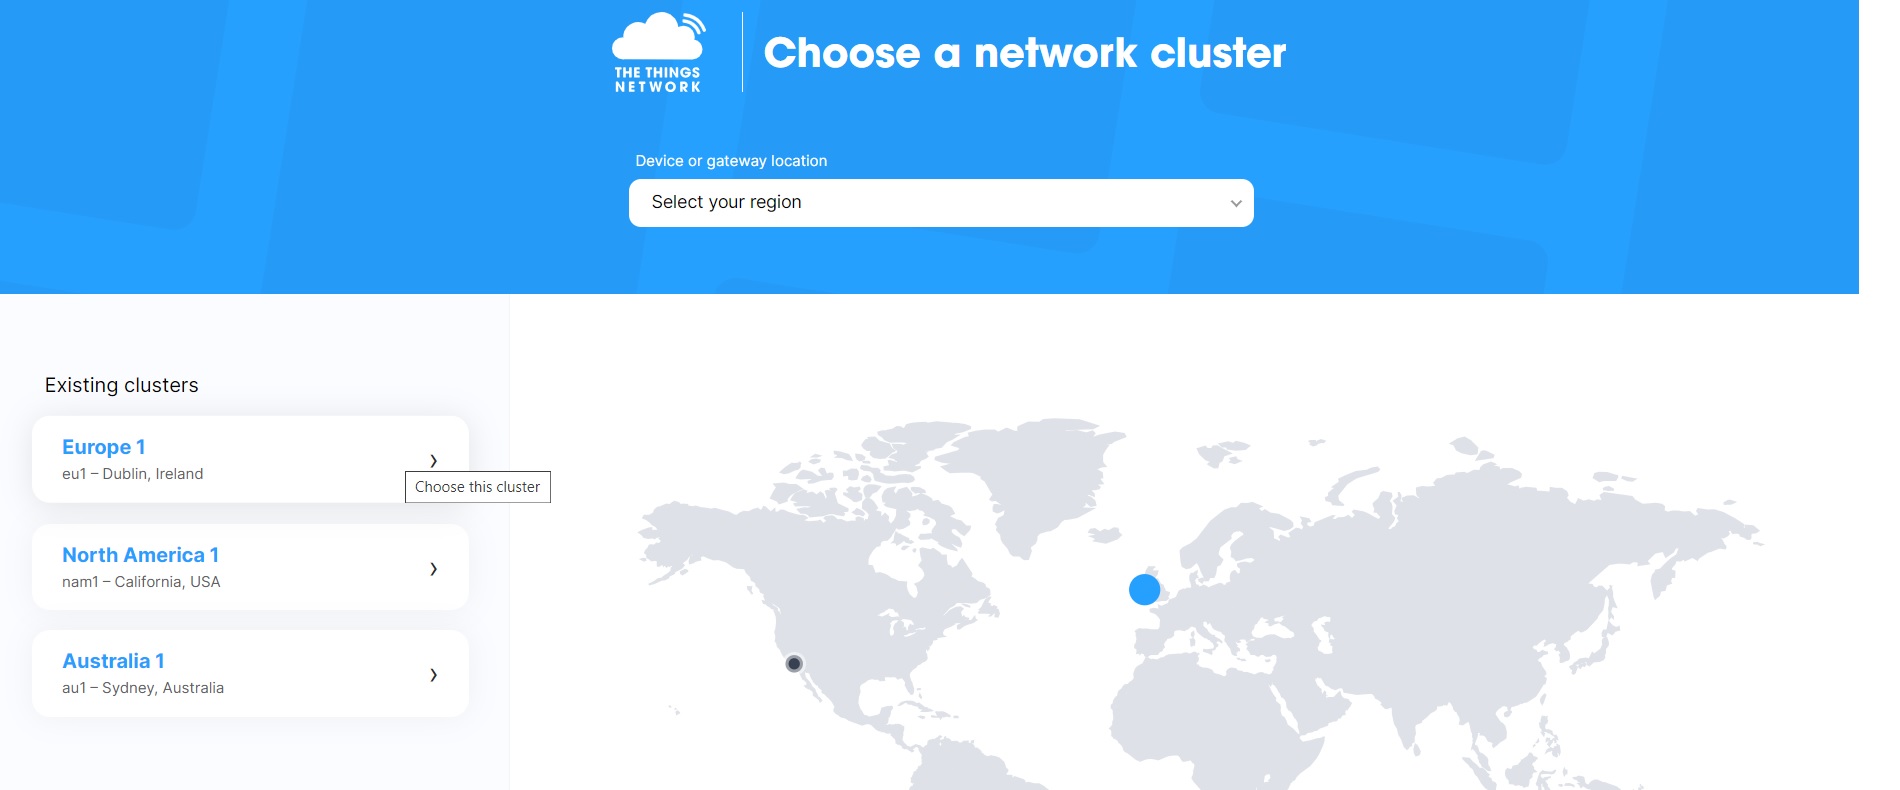 THE THINGS
NETWORK
Choose a network cluster
Device or gateway location
Select your region
Existing clusters
Europe 1
eu1 – Dublin, Ireland
Choose this cluster
North America 1
nam1 – California, USA
Australia 1
au1 – Sydney, Australia